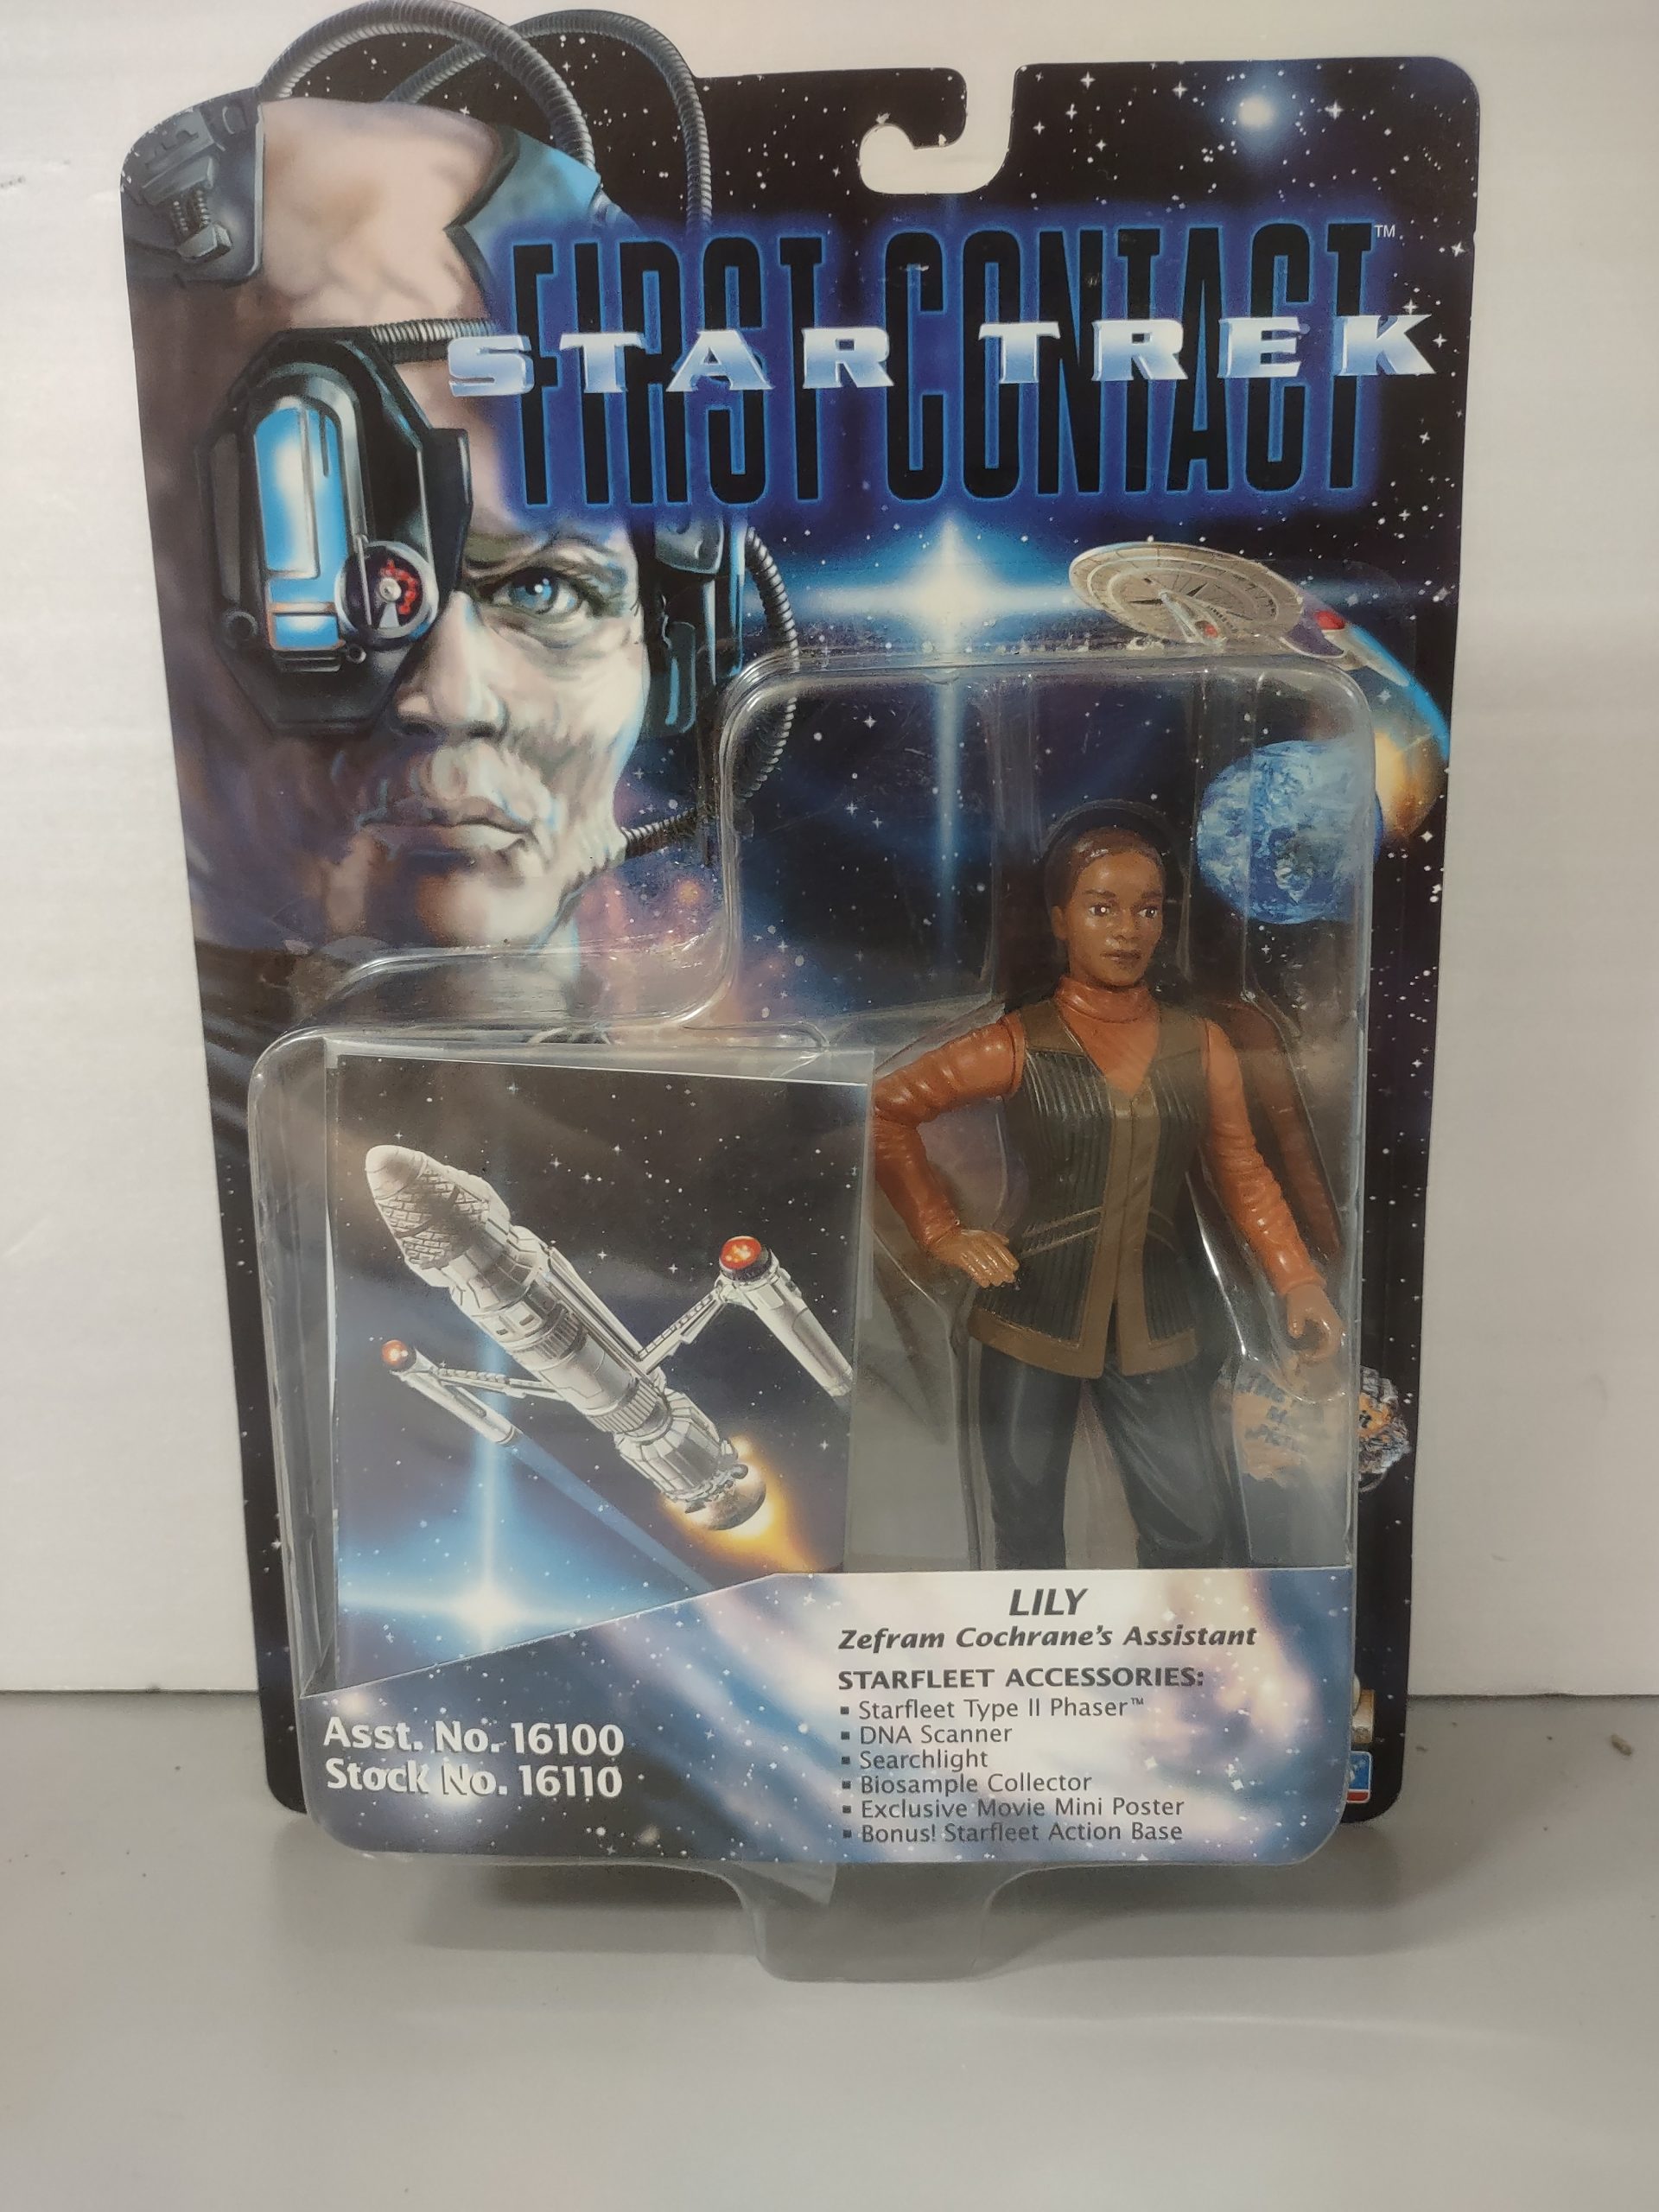 FIRST CONTACT™
STAR TREK
LILY
Zefram Cochrane's Assistant
STARFLEET ACCESSORIES:
▪ Starfleet Type II Phaser™
▪ DNA Scanner
▪ Searchlight
▪ Biosample Collector
▪ Exclusive Movie Mini Poster
▪ Bonus! Starfleet Action Base
Asst. No. 16100
Stock No. 16110